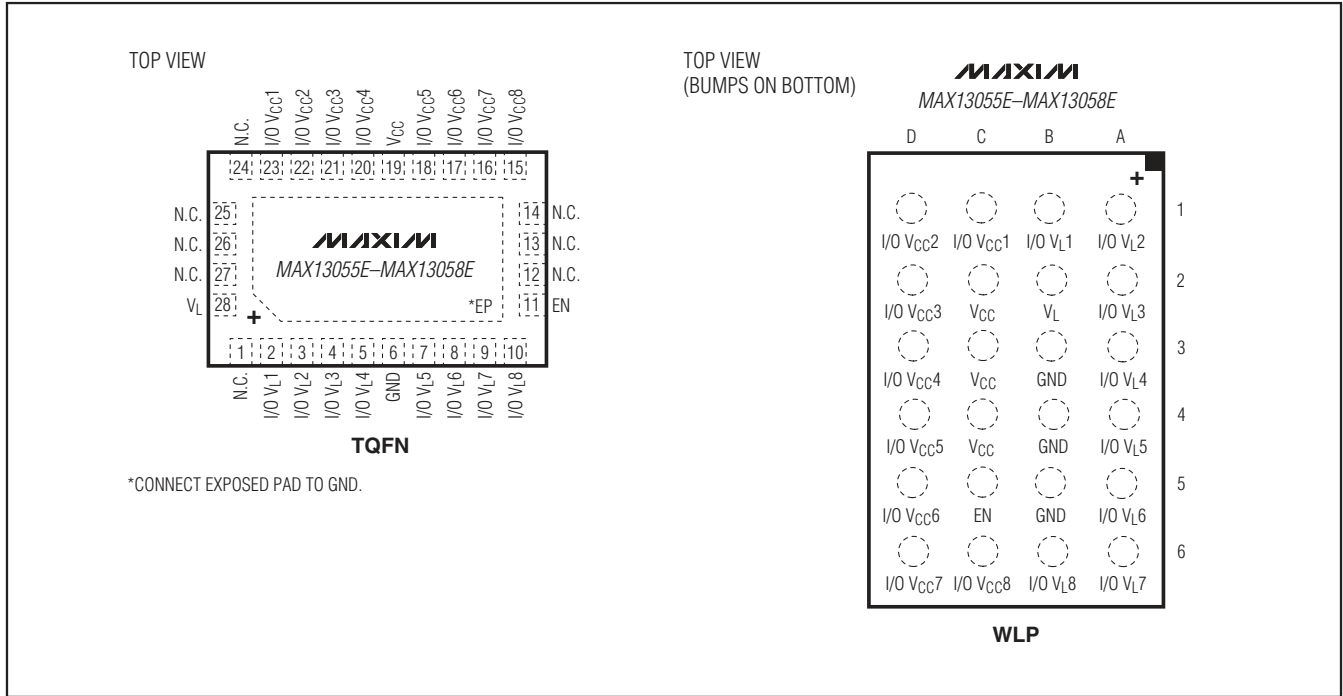 TOP VIEW
N.C. I/O VCC1 I/O VCC2 I/O VCC3 I/O VCC4 VCC I/O VCC5 I/O VCC6 I/O VCC7 I/O VCC8
24 23 22 21 20 19 18 17 16 15
N.C. 25
N.C. 26
N.C. 27
VL 28
MAXIM
MAX13055E–MAX13058E
*EP
14 N.C.
13 N.C.
12 N.C.
11 EN
+
1 2 3 4 5 6 7 8 9 10
N.C. I/O VL1 I/O VL2 I/O VL3 I/O VL4 GND I/O VL5 I/O VL6 I/O VL7 I/O VL8
TQFN
*CONNECT EXPOSED PAD TO GND.
TOP VIEW
(BUMPS ON BOTTOM)
MAXIM
MAX13055E–MAX13058E
D C B A
+
1
I/O VCC2 I/O VCC1 I/O VL1 I/O VL2
2
I/O VCC3 VCC VL I/O VL3
3
I/O VCC4 VCC GND I/O VL4
4
I/O VCC5 VCC GND I/O VL5
5
I/O VCC6 EN GND I/O VL6
6
I/O VCC7 I/O VCC8 I/O VL8 I/O VL7
WLP